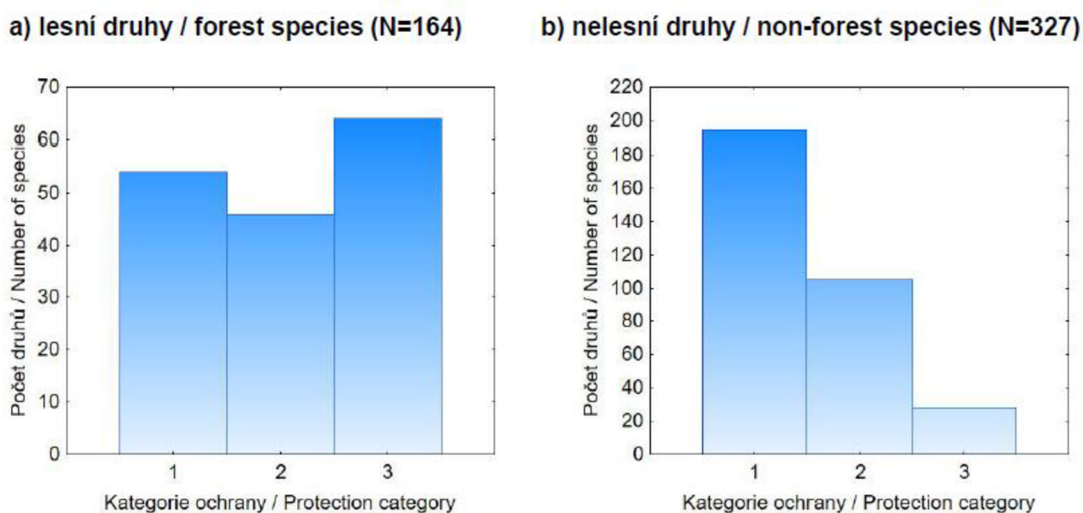 a) lesní druhy / forest species (N=164)
b) nelesní druhy / non-forest species (N=327)
Počet druhů / Number of species
70
60
50
40
30
20
10
0
1 2 3
Kategorie ochrany / Protection category
Počet druhů / Number of species
220
200
180
160
140
120
100
80
60
40
20
0
1 2 3
Kategorie ochrany / Protection category